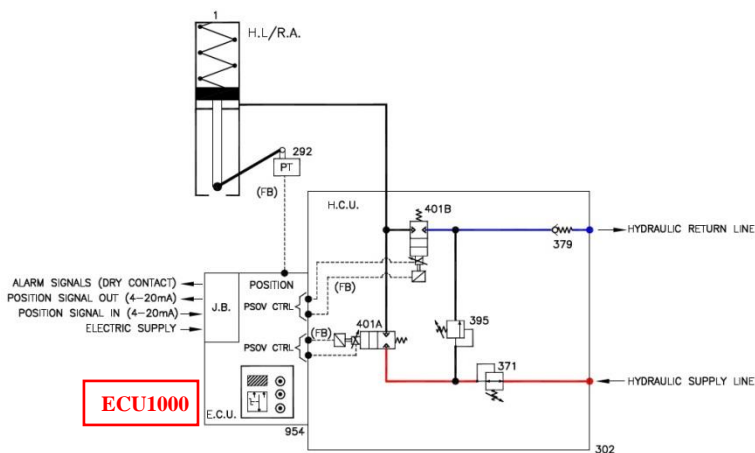 1
H.L/R.A.
292
PT
(FB)
H.C.U.
401B
HYDRAULIC RETURN LINE
379
ALARM SIGNALS (DRY CONTACT)
POSITION SIGNAL OUT (4-20mA)
POSITION SIGNAL IN (4-20mA)
ELECTRIC SUPPLY
J.B.
POSITION
PSOV CTRL
(FB)
PSOV CTRL
(FB)
401A
395
371
HYDRAULIC SUPPLY LINE
ECU1000
E.C.U.
954
302